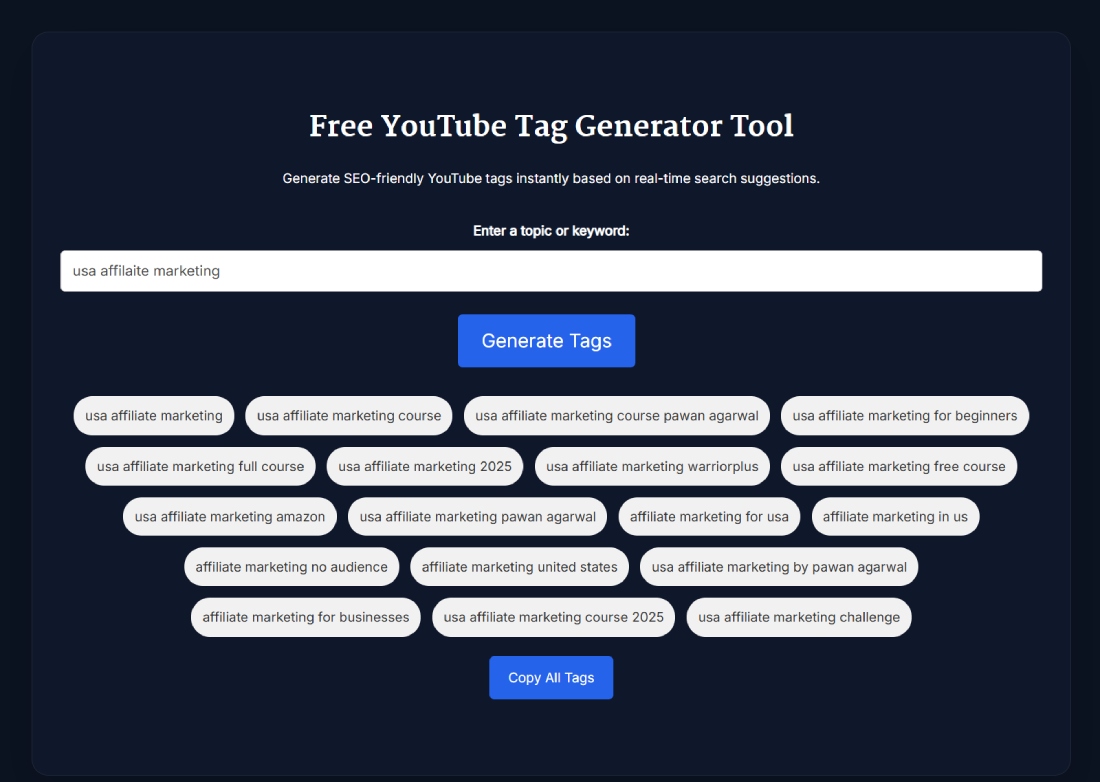 Free YouTube Tag Generator Tool
Generate SEO-friendly YouTube tags instantly based on real-time search suggestions.
Enter a topic or keyword:
usa affilaite marketing
Generate Tags
usa affiliate marketing usa affiliate marketing course usa affiliate marketing course pawan agarwal usa affiliate marketing for beginners
usa affiliate marketing full course usa affiliate marketing 2025 usa affiliate marketing warriorplus usa affiliate marketing free course
usa affiliate marketing amazon usa affiliate marketing pawan agarwal affiliate marketing for usa affiliate marketing in us
affiliate marketing no audience affiliate marketing united states usa affiliate marketing by pawan agarwal
affiliate marketing for businesses usa affiliate marketing course 2025 usa affiliate marketing challenge
Copy All Tags